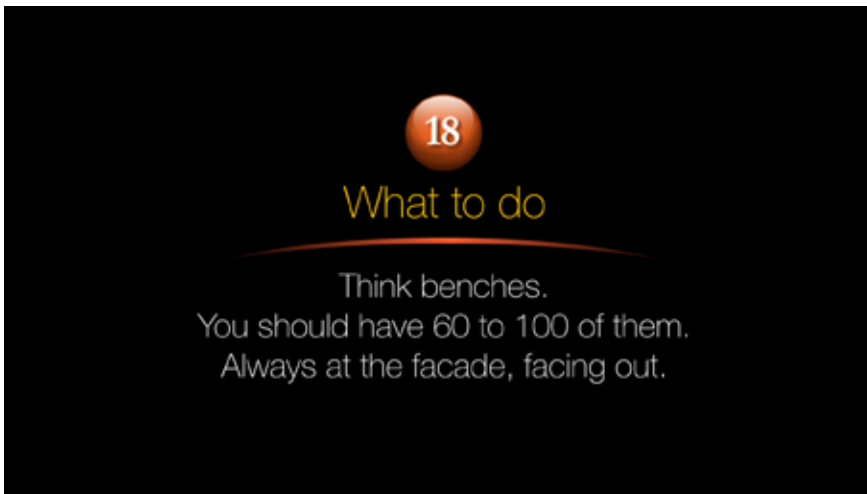 18
What to do
Think benches.
You should have 60 to 100 of them.
Always at the facade, facing out.